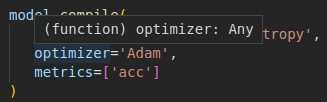 model.compile(
(function) optimizer: Any
tropy',
optimizer='Adam',
metrics=['acc']
)